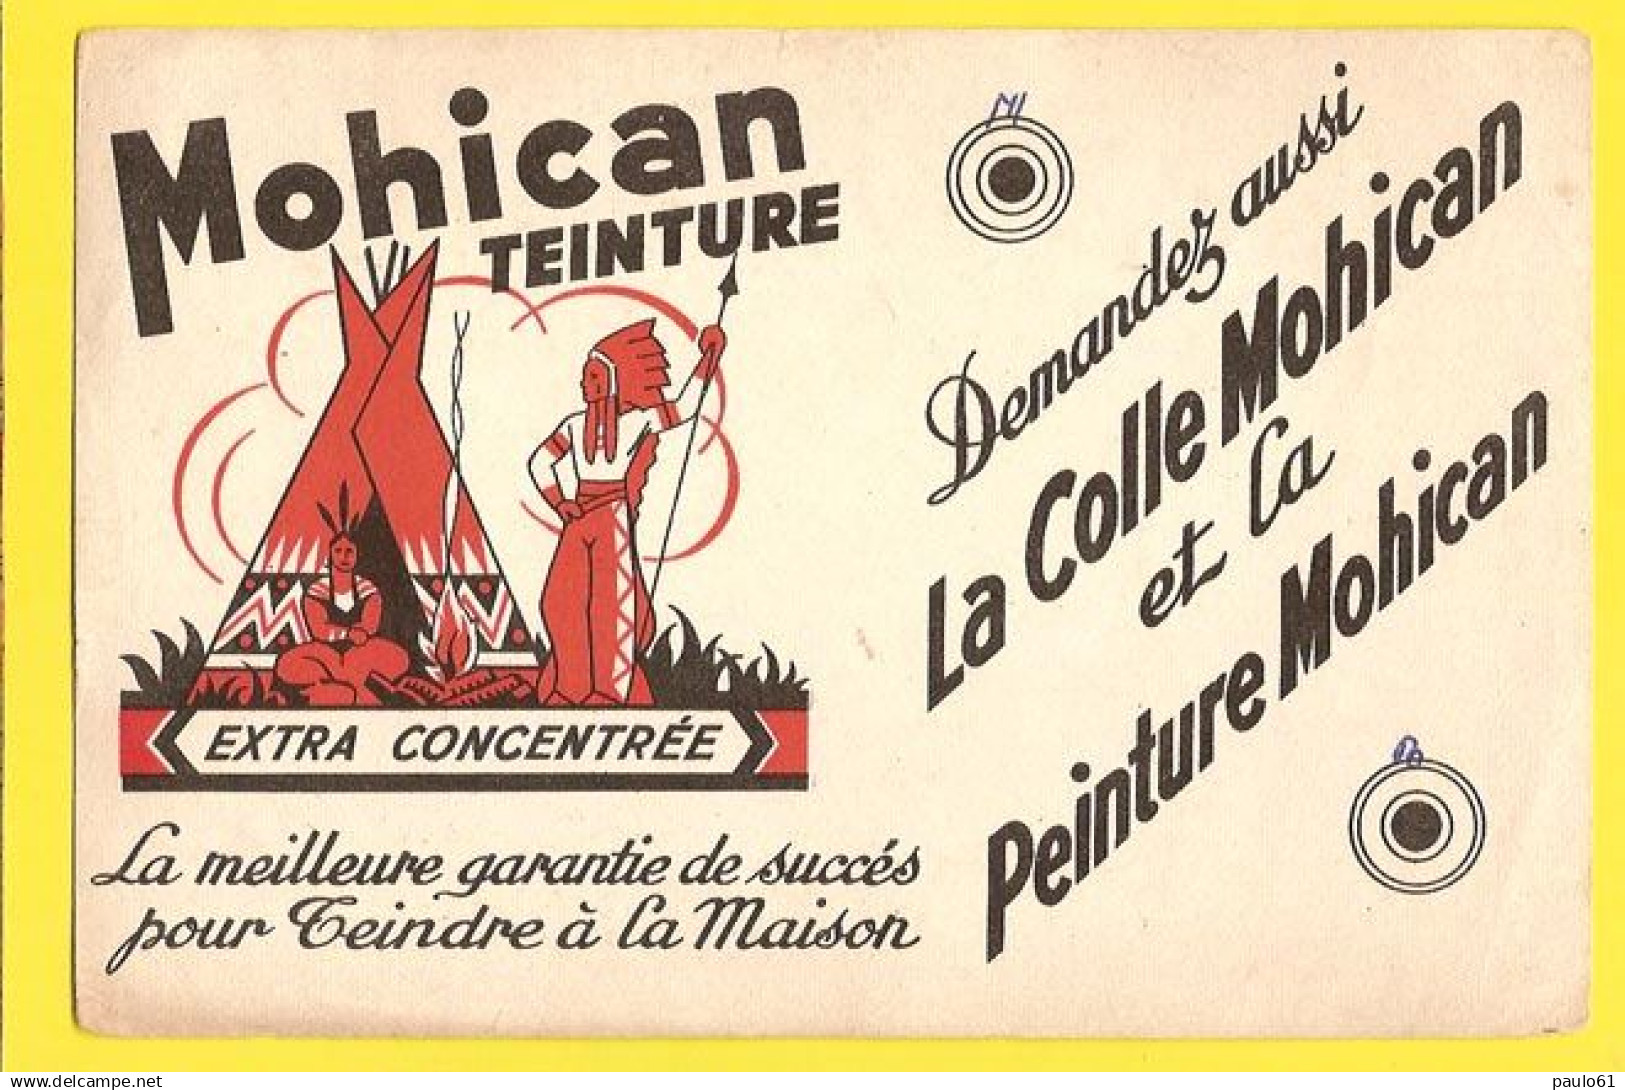 Mohican
TEINTURE
EXTRA CONCENTRÉE
La meilleure garantie de succés
pour Teindre à la Maison
Demandez aussi
La Colle Mohican
et la
Peinture Mohican
delcampe.net
paulo61